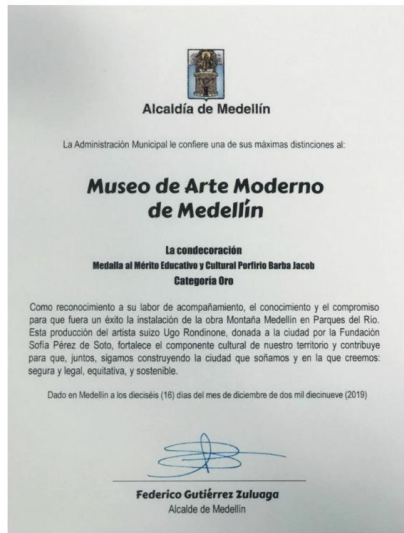 Alcaldía de Medellín
La Administración Municipal le confiere una de sus máximas distinciones al:
Museo de Arte Moderno
de Medellín
La condecoración
Medalla al Mérito Educativo y Cultural Porfirio Barba Jacob
Categoría Oro
Como reconocimiento a su labor de acompañamiento, el conocimiento y el compromiso
para que fuera un éxito la instalación de la obra Montaña Medellín en Parques del Río.
Esta producción del artista suizo Ugo Rondinone, donada a la ciudad por la Fundación
Sofía Pérez de Soto, fortalece el componente cultural de nuestro territorio y contribuye
para que, juntos, sigamos construyendo la ciudad que soñamos y en la que creemos:
segura y legal, equitativa, y sostenible.
Dado en Medellín a los dieciséis (16) días del mes de diciembre de dos mil diecinueve (2019)
Federico Gutiérrez Zuluaga
Alcalde de Medellín